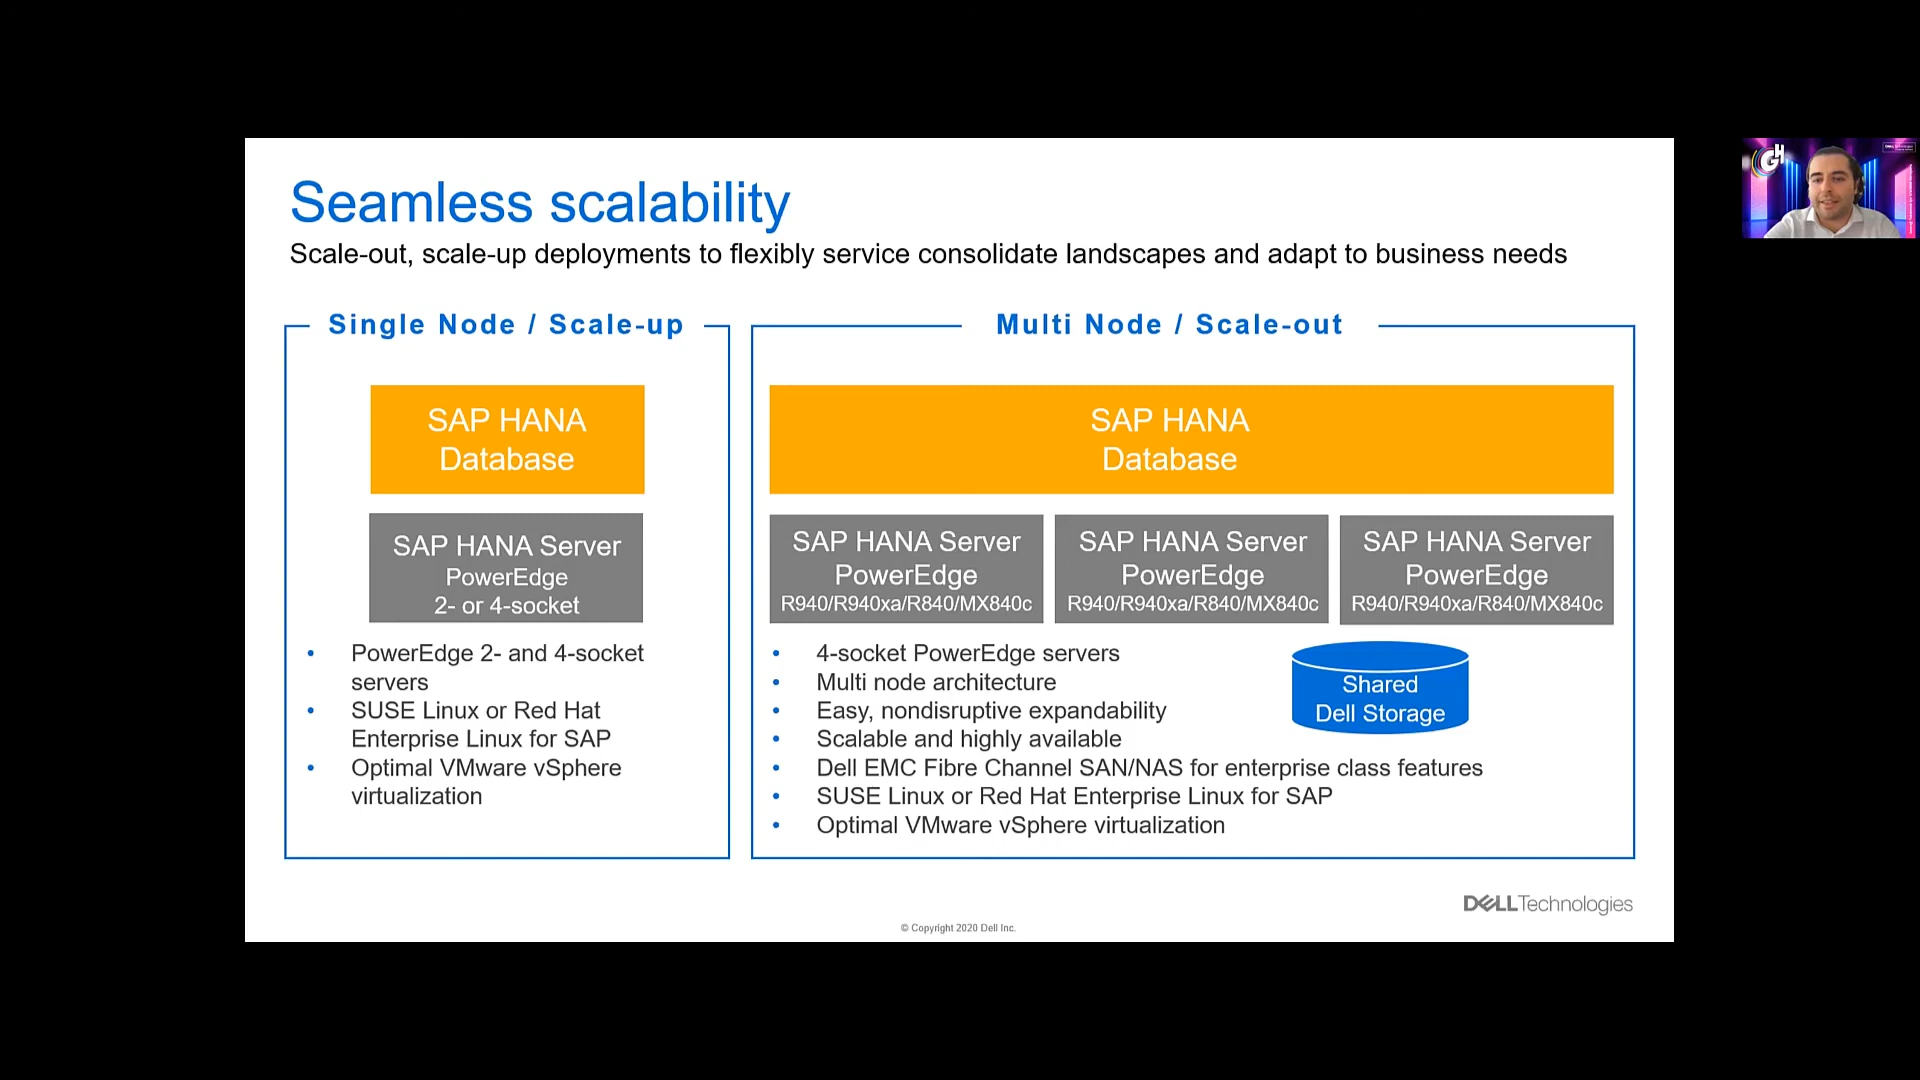 Seamless scalability
Scale-out, scale-up deployments to flexibly service consolidate landscapes and adapt to business needs
Single Node / Scale-up
SAP HANA
Database
SAP HANA Server
PowerEdge
2- or 4-socket
• PowerEdge 2- and 4-socket
servers
• SUSE Linux or Red Hat
Enterprise Linux for SAP
• Optimal VMware vSphere
virtualization
Multi Node / Scale-out
SAP HANA
Database
SAP HANA Server
PowerEdge
R940/R940xa/R840/MX840c
SAP HANA Server
PowerEdge
R940/R940xa/R840/MX840c
SAP HANA Server
PowerEdge
R940/R940xa/R840/MX840c
• 4-socket PowerEdge servers
• Multi node architecture
• Easy, nondisruptive expandability
• Scalable and highly available
• Dell EMC Fibre Channel SAN/NAS for enterprise class features
• SUSE Linux or Red Hat Enterprise Linux for SAP
• Optimal VMware vSphere virtualization
Shared
Dell Storage
DELLTechnologies
© Copyright 2020 Dell Inc.
GH